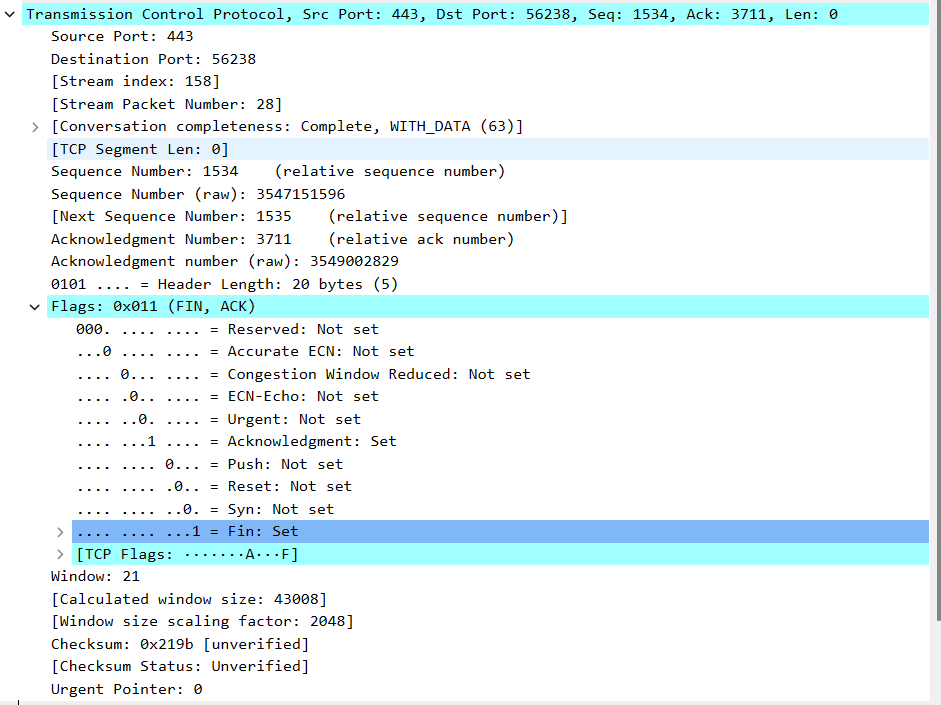 Transmission Control Protocol, Src Port: 443, Dst Port: 56238, Seq: 1534, Ack: 3711, Len: 0
Source Port: 443
Destination Port: 56238
[Stream index: 158]
[Stream Packet Number: 28]
[Conversation completeness: Complete, WITH_DATA (63)]
[TCP Segment Len: 0]
Sequence Number: 1534    (relative sequence number)
Sequence Number (raw): 3547151596
[Next Sequence Number: 1535    (relative sequence number)]
Acknowledgment Number: 3711    (relative ack number)
Acknowledgment number (raw): 3549002829
0101 .... = Header Length: 20 bytes (5)
Flags: 0x011 (FIN, ACK)
000. .... .... = Reserved: Not set
...0 .... .... = Accurate ECN: Not set
.... 0... .... = Congestion Window Reduced: Not set
.... .0.. .... = ECN-Echo: Not set
.... ..0. .... = Urgent: Not set
.... ...1 .... = Acknowledgment: Set
.... .... 0... = Push: Not set
.... .... .0.. = Reset: Not set
.... .... ..0. = Syn: Not set
.... .... ...1 = Fin: Set
[TCP Flags: ·······A···F]
Window: 21
[Calculated window size: 43008]
[Window size scaling factor: 2048]
Checksum: 0x219b [unverified]
[Checksum Status: Unverified]
Urgent Pointer: 0